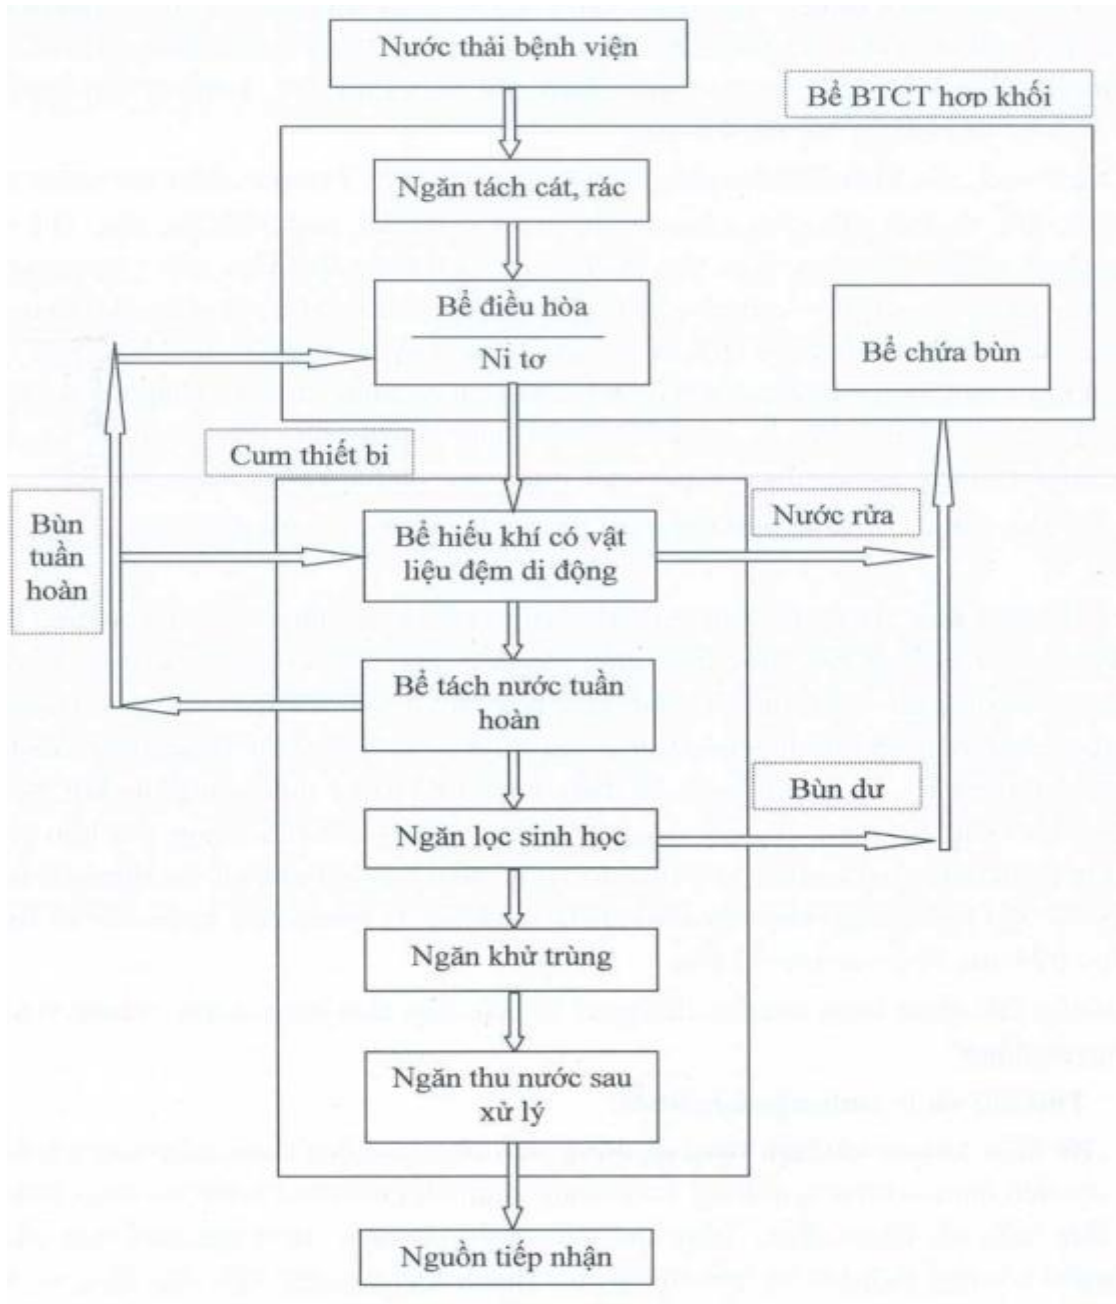 Nước thải bệnh viện
Bể BTCT hợp khối
Ngăn tách cát, rác
Bể điều hòa
Ni tơ
Bể chứa bùn
Cum thiết bi
Bùn
tuần
hoàn
Nước rửa
Bể hiếu khí có vật
liệu đệm di động
Bể tách nước tuần
hoàn
Bùn dư
Ngăn lọc sinh học
Ngăn khử trùng
Ngăn thu nước sau
xử lý
Nguồn tiếp nhận